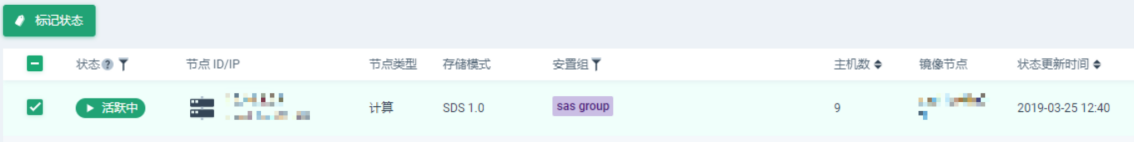 标记状态
状态 ? 节点 ID/IP 节点类型 存储模式 安置组 主机数 镜像节点 状态更新时间
活跃中 计算 SDS 1.0 sas group 9 2019-03-25 12:40